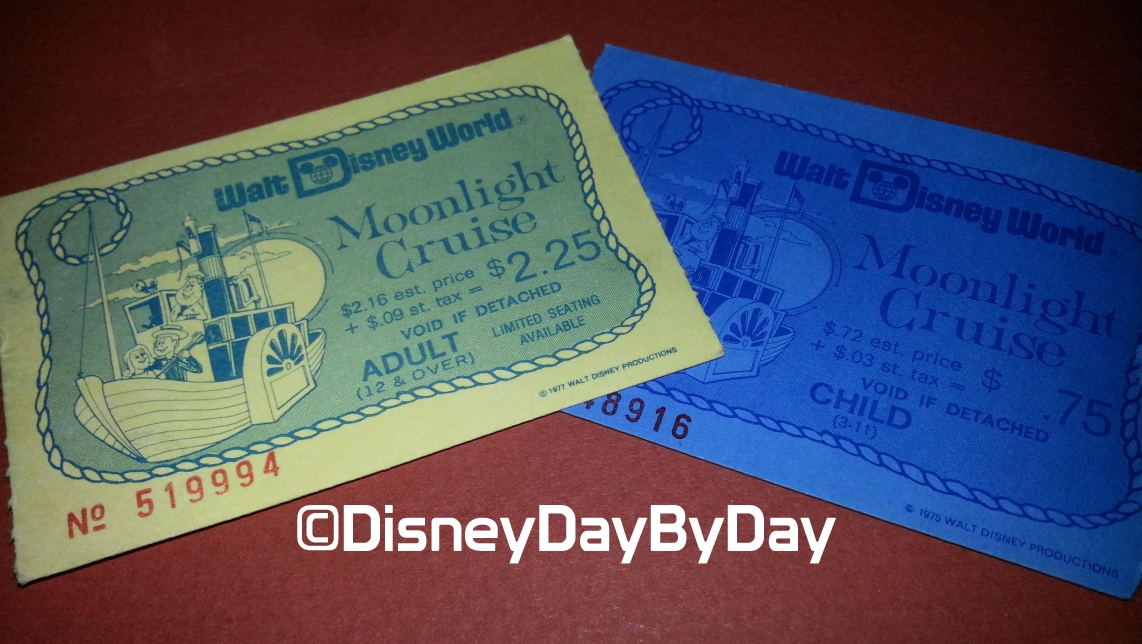 Walt Disney World ®
Moonlight
Cruise
$2.16 est. price
+ $.09 st. tax = $2.25
VOID IF DETACHED
ADULT
(12 & OVER)
LIMITED SEATING
AVAILABLE
© 1977 WALT DISNEY PRODUCTIONS
Nº 519994
Walt Disney World ®
Moonlight
Cruise
$.72 est. price
+ $.03 st. tax = $ .75
VOID IF DETACHED
CHILD
(3-11)
8916
© 1975 WALT DISNEY PRODUCTIONS
©DisneyDayByDay